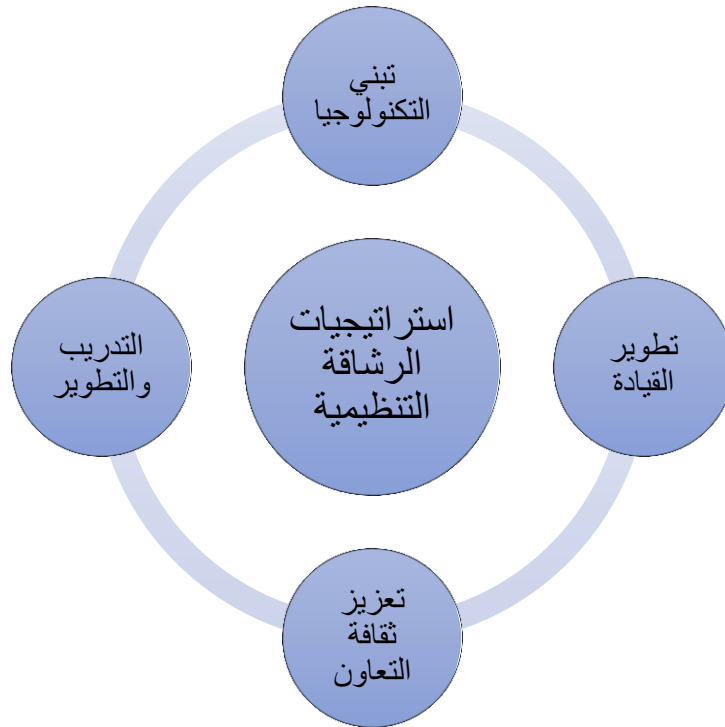 تبني
التكنولوجيا
استراتيجيات
الرشاقة
التنظيمية
تطوير
القيادة
التدريب
والتطوير
تعزيز
ثقافة
التعاون